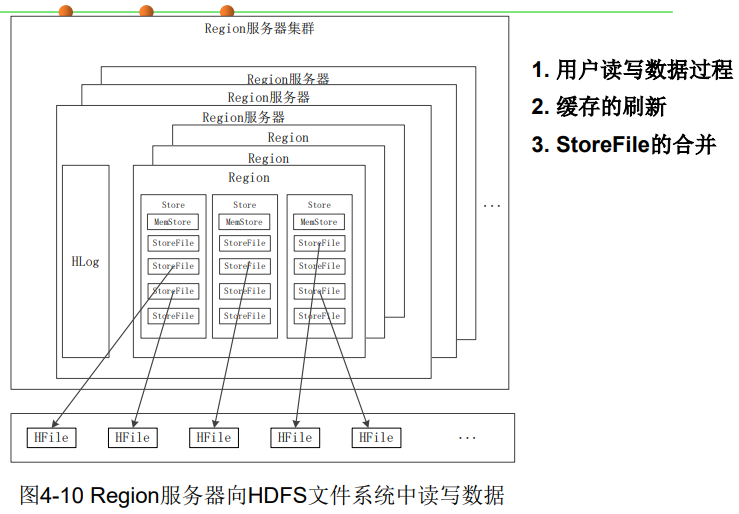 Region服务器集群
Region服务器
Region服务器
Region服务器
Region
Region
Region
HLog
Store
MemStore
StoreFile
StoreFile
StoreFile
StoreFile
Store
MemStore
StoreFile
StoreFile
StoreFile
StoreFile
Store
MemStore
StoreFile
StoreFile
StoreFile
StoreFile
...
1. 用户读写数据过程
2. 缓存的刷新
3. StoreFile的合并
HFile
HFile
HFile
HFile
HFile
...
图4-10 Region服务器向HDFS文件系统中读写数据